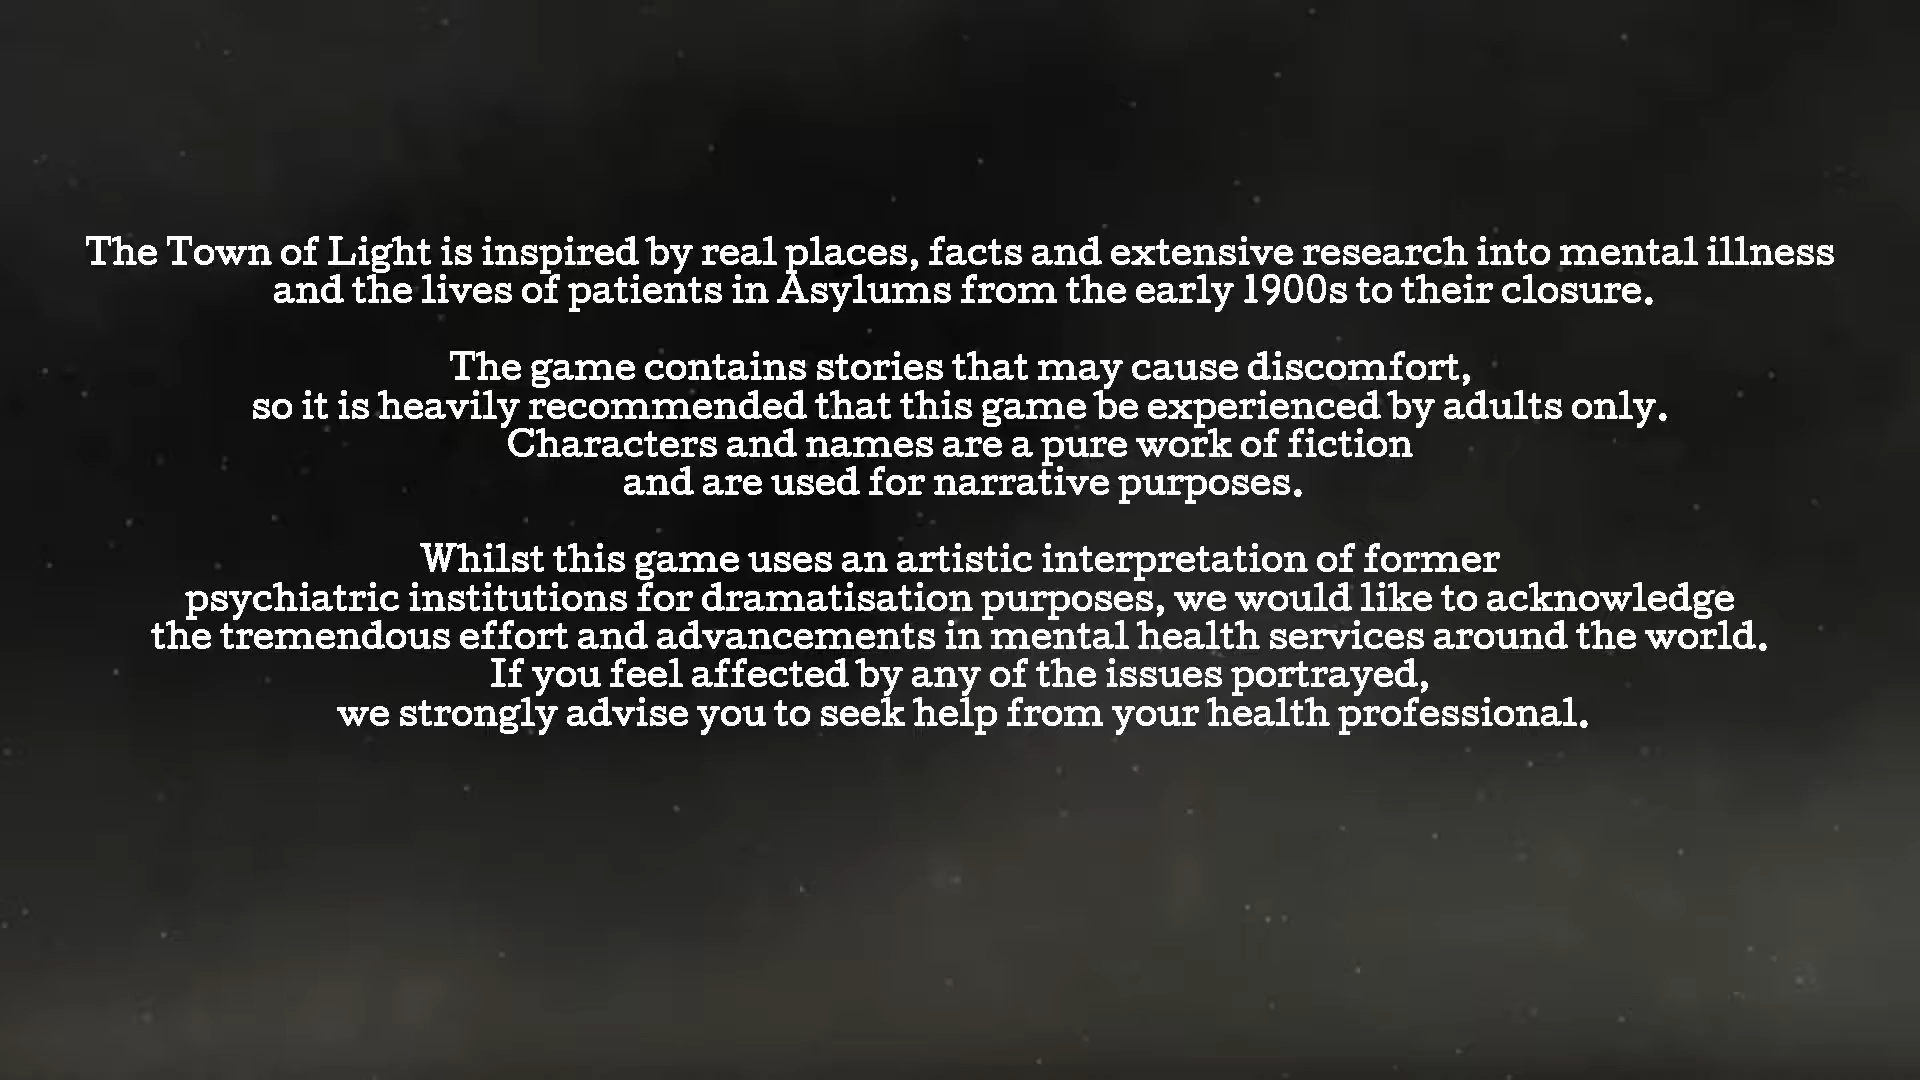 The Town of Light is inspired by real places, facts and extensive research into mental illness
and the lives of patients in Asylums from the early 1900s to their closure.
The game contains stories that may cause discomfort,
so it is heavily recommended that this game be experienced by adults only.
Characters and names are a pure work of fiction
and are used for narrative purposes.
Whilst this game uses an artistic interpretation of former
psychiatric institutions for dramatisation purposes, we would like to acknowledge
the tremendous effort and advancements in mental health services around the world.
If you feel affected by any of the issues portrayed,
we strongly advise you to seek help from your health professional.